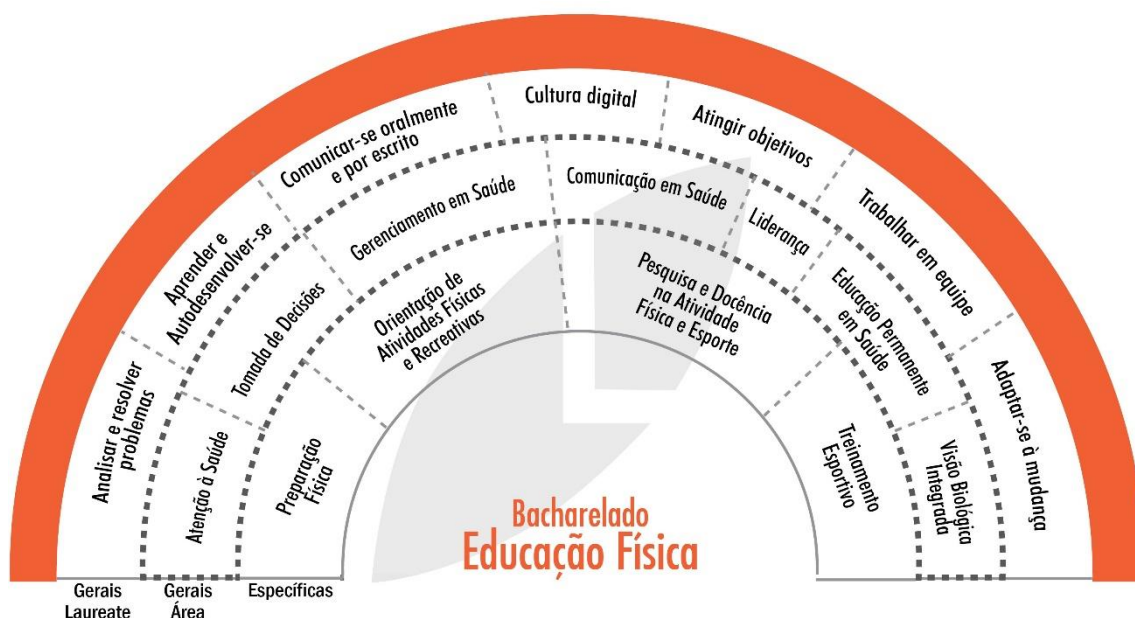 Analisar e resolver
problemas
Aprender e
Autodesenvolver-se
Comunicar-se oralmente
e por escrito
Cultura digital
Atingir objetivos
Trabalhar em equipe
Adaptar-se à mudança
Atenção à Saúde
Tomada de Decisões
Gerenciamento em Saúde
Comunicação em Saúde
Liderança
Educação Permanente
em Saúde
Visão Biológica
Integrada
Preparação
Física
Orientação de
Atividades Físicas
e Recreativas
Pesquisa e Docência
na Atividade
Física e Esporte
Treinamento
Esportivo
Bacharelado
Educação Física
Gerais
Laureate
Gerais
Área
Específicas